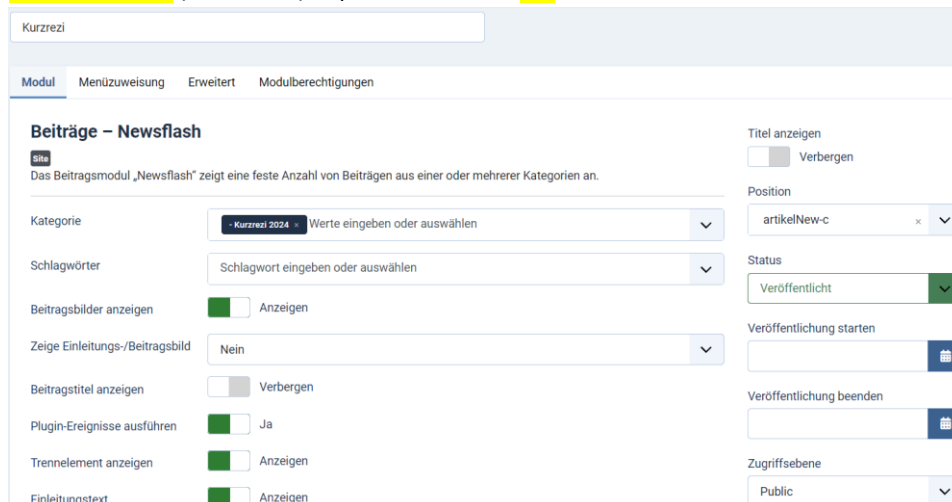 Kurzrezi
Modul Menüzuweisung Erweitert Modulberechtigungen
Beiträge – Newsflash
Site
Das Beitragsmodul „Newsflash" zeigt eine feste Anzahl von Beiträgen aus einer oder mehrerer Kategorien an.
Kategorie
- Kurzrezi 2024 × Werte eingeben oder auswählen
Schlagwörter
Schlagwort eingeben oder auswählen
Beitragsbilder anzeigen
Anzeigen
Zeige Einleitungs-/Beitragsbild
Nein
Beitragstitel anzeigen
Verbergen
Plugin-Ereignisse ausführen
Ja
Trennelement anzeigen
Anzeigen
Einleitungstext
Anzeigen
Titel anzeigen
Verbergen
Position
artikelNew-c ×
Status
Veröffentlicht
Veröffentlichung starten
Veröffentlichung beenden
Zugriffsebene
Public